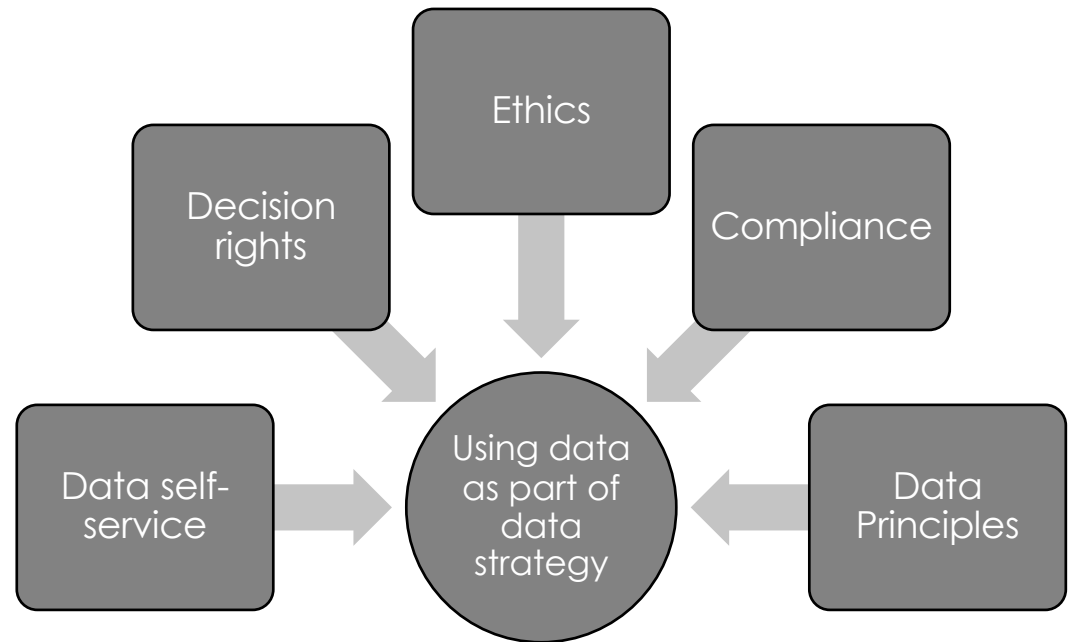 Ethics
Decision
rights
Compliance
Data self-
service
Using data
as part of
data
strategy
Data
Principles